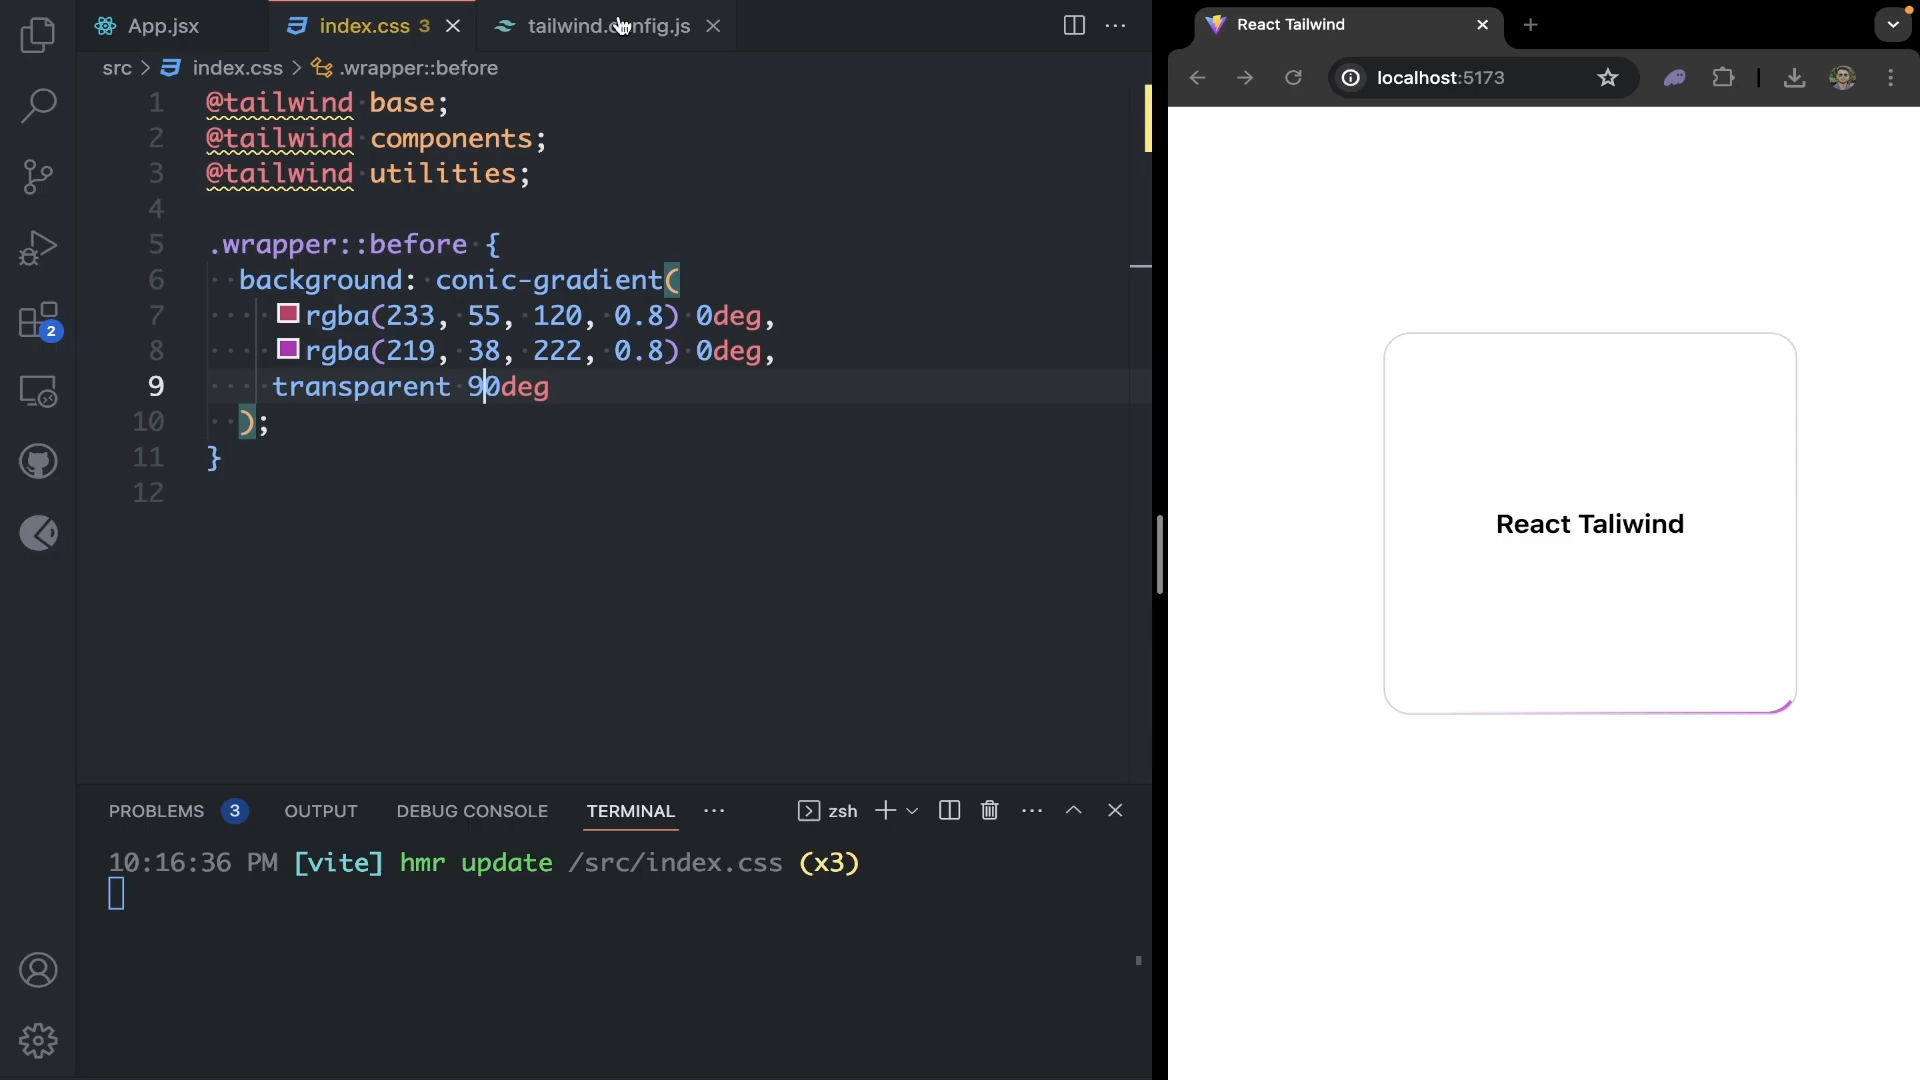 App.jsx
index.css 3
tailwind.config.js
src > index.css > .wrapper::before
1 @tailwind base;
2 @tailwind components;
3 @tailwind utilities;
4
5 .wrapper::before {
6 background: conic-gradient(
7 rgba(233, 55, 120, 0.8) 0deg,
8 rgba(219, 38, 222, 0.8) 0deg,
9 transparent 90deg
10 );
11 }
12
2
PROBLEMS 3 OUTPUT DEBUG CONSOLE TERMINAL ··· zsh
10:16:36 PM [vite] hmr update /src/index.css (x3)
React Tailwind
localhost:5173
React Taliwind